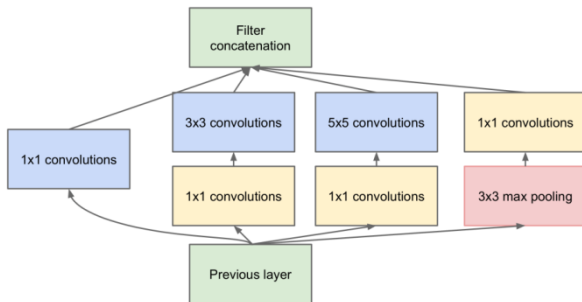 Filter
concatenation
3x3 convolutions
5x5 convolutions
1x1 convolutions
1x1 convolutions
1x1 convolutions
1x1 convolutions
3x3 max pooling
Previous layer